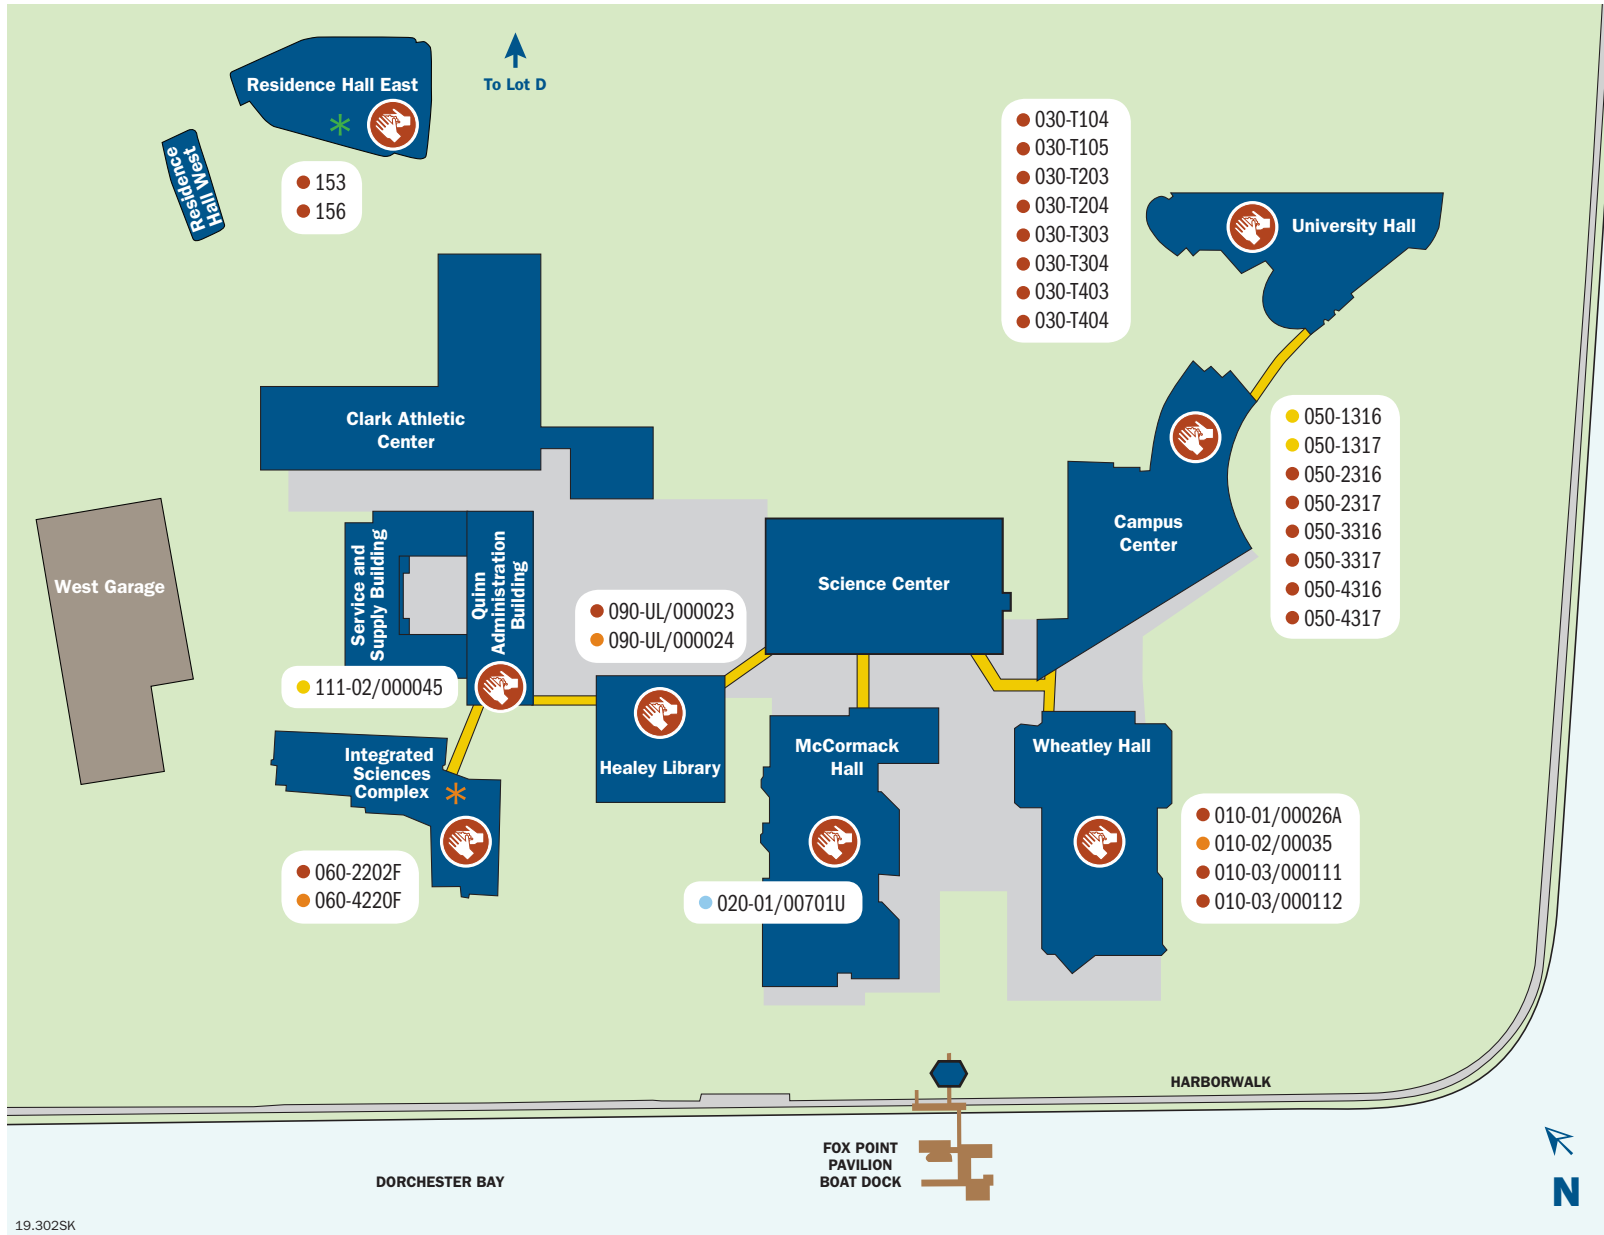 Residence Hall East
To Lot D
Residence
Hall West
153
156
030-T104
030-T105
030-T203
030-T204
030-T303
030-T304
030-T403
030-T404
University Hall
Clark Athletic
Center
050-1316
050-1317
050-2316
050-2317
050-3316
050-3317
050-4316
050-4317
Campus
Center
West Garage
Service and
Supply Building
Quinn
Administration
Building
Science Center
090-UL/000023
090-UL/000024
111-02/000045
Integrated
Sciences
Complex
Healey Library
McCormack
Hall
Wheatley Hall
010-01/00026A
010-02/00035
010-03/000111
010-03/000112
060-2202F
060-4220F
020-01/00701U
HARBORWALK
FOX POINT
PAVILION
BOAT DOCK
DORCHESTER BAY
N
19.302SK